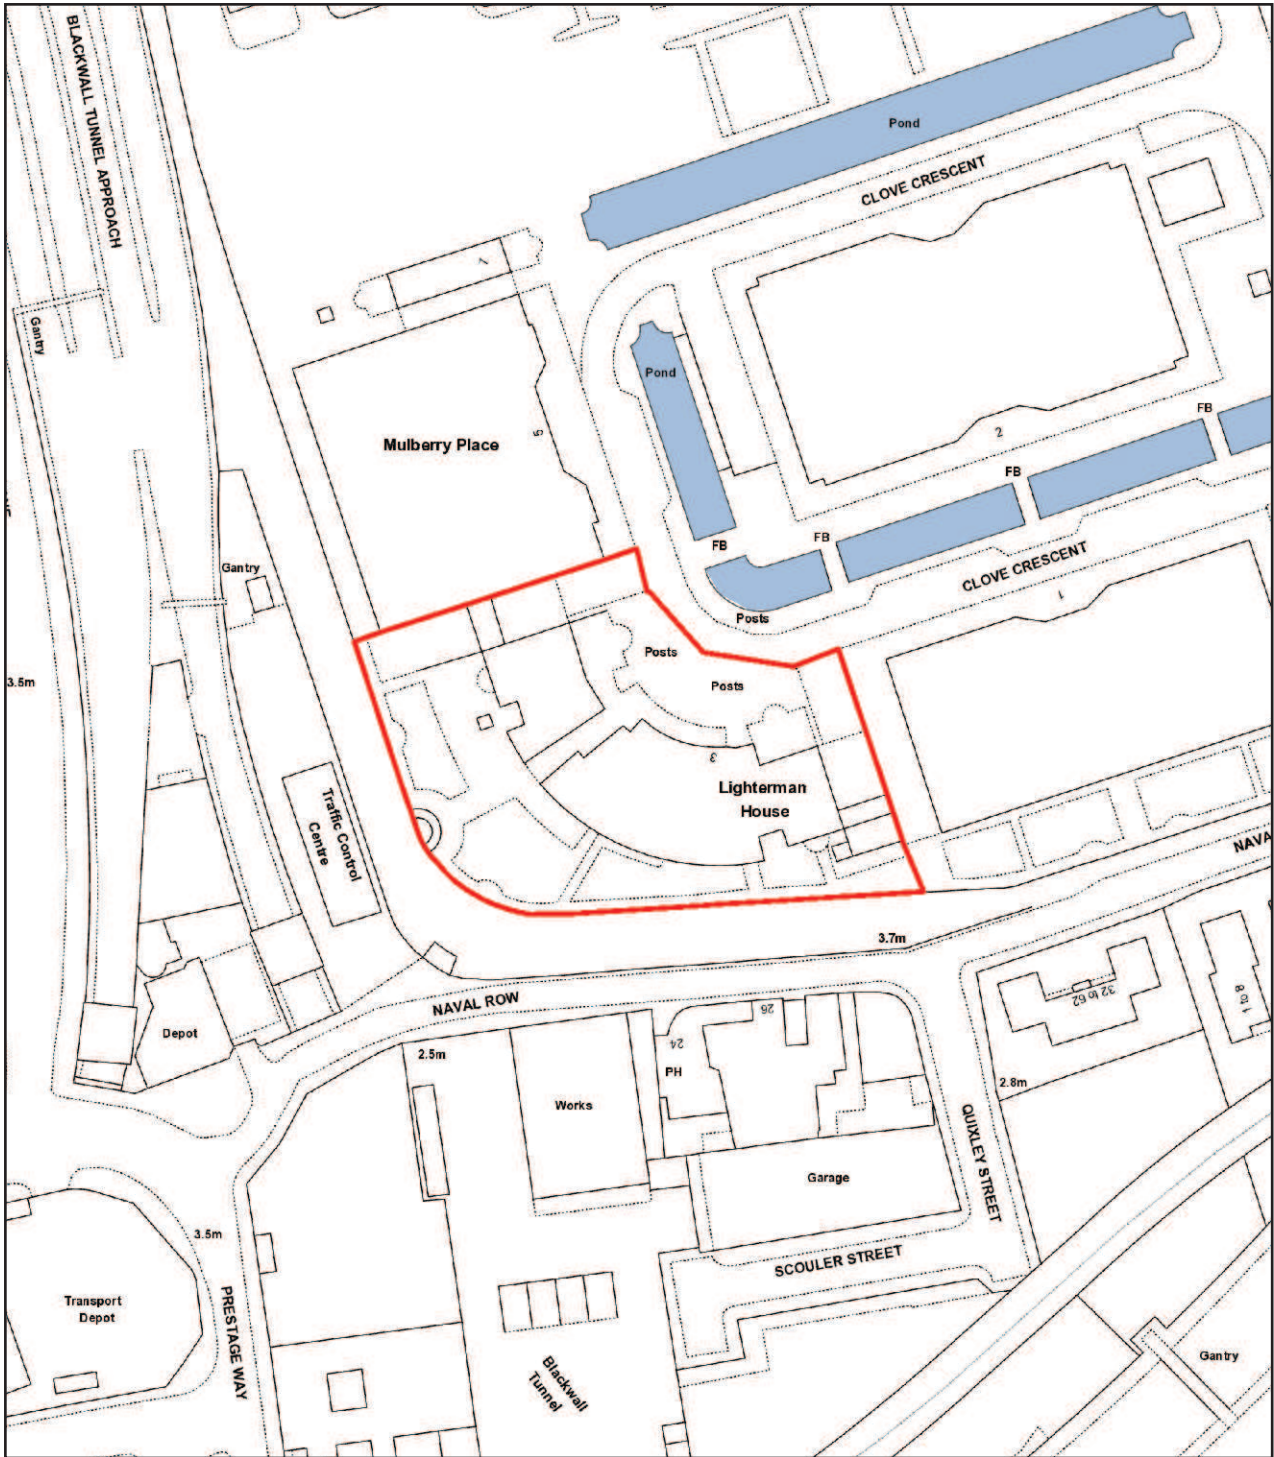 BLACKWALL TUNNEL APPROACH
Pond
CLOVE CRESCENT
Gantry
7
Pond
Mulberry Place
5
2
FB
FB
FB
FB
CLOVE CRESCENT
Gantry
1
Posts
Posts
Posts
3.5m
3
Lighterman
House
Traffic Control
Centre
NAVA
3.7m
NAVAL ROW
32 to 62
1 to 8
26
24
Depot
2.5m
PH
2.8m
Works
QUIXLEY STREET
Garage
3.5m
SCOULER STREET
Transport
Depot
PRESTAGE WAY
Blackwall
Tunnel
Gantry